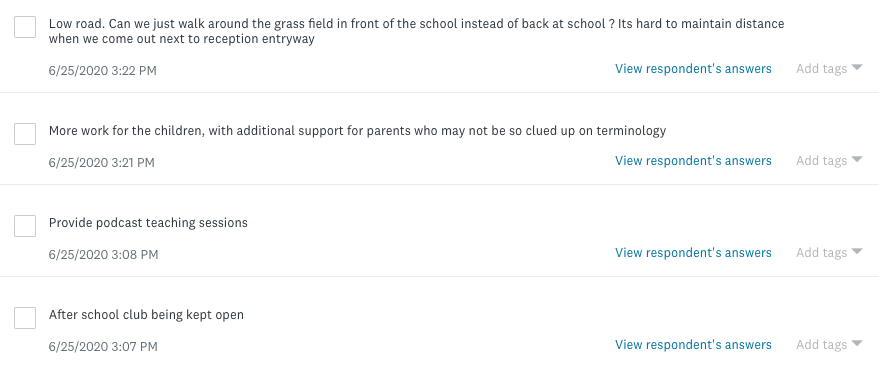 Low road. Can we just walk around the grass field in front of the school instead of back at school ? Its hard to maintain distance
when we come out next to reception entryway
6/25/2020 3:22 PM View respondent's answers Add tags
More work for the children, with additional support for parents who may not be so clued up on terminology
6/25/2020 3:21 PM View respondent's answers Add tags
Provide podcast teaching sessions
6/25/2020 3:08 PM View respondent's answers Add tags
After school club being kept open
6/25/2020 3:07 PM View respondent's answers Add tags